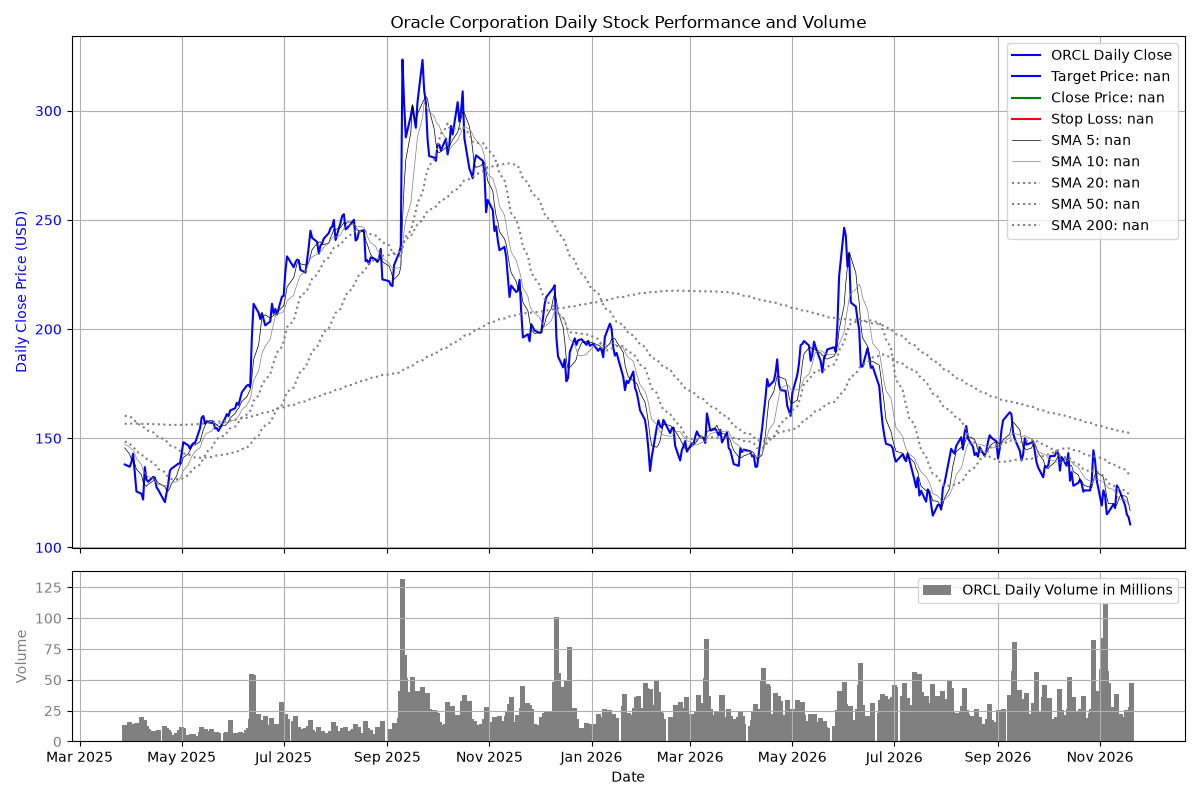 Oracle Corporation Daily Stock Performance and Volume
Daily Close Price (USD)
300
250
200
150
100
ORCL Daily Close
Target Price: nan
Close Price: nan
Stop Loss: nan
SMA 5: nan
SMA 10: nan
SMA 20: nan
SMA 50: nan
SMA 200: nan
Volume
125
100
75
50
25
0
ORCL Daily Volume in Millions
Mar 2025 May 2025 Jul 2025 Sep 2025 Nov 2025 Jan 2026 Mar 2026 May 2026 Jul 2026 Sep 2026 Nov 2026
Date